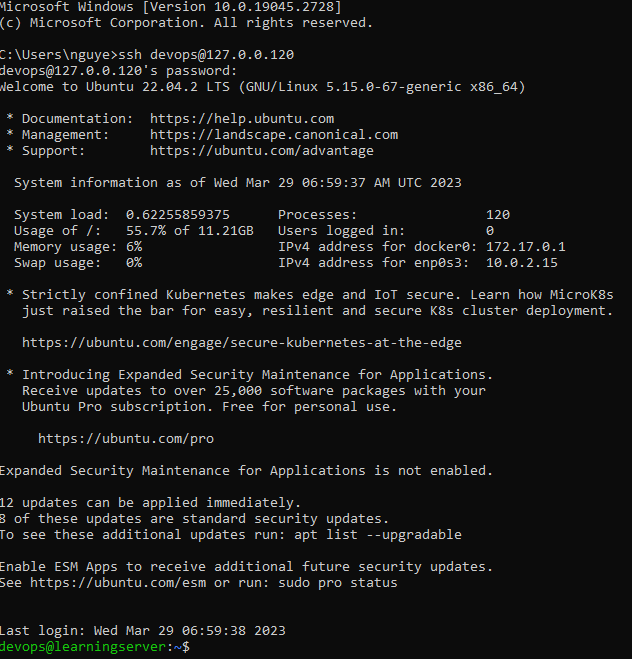 Microsoft Windows [Version 10.0.19045.2728]
(c) Microsoft Corporation. All rights reserved.
C:\Users\nguye>ssh devops@127.0.0.120
devops@127.0.0.120's password:
Welcome to Ubuntu 22.04.2 LTS (GNU/Linux 5.15.0-67-generic x86_64)
* Documentation:  https://help.ubuntu.com
* Management:     https://landscape.canonical.com
* Support:        https://ubuntu.com/advantage
System information as of Wed Mar 29 06:59:37 AM UTC 2023
System load:  0.62255859375      Processes:                120
Usage of /:   55.7% of 11.21GB   Users logged in:          0
Memory usage: 6%                 IPv4 address for docker0: 172.17.0.1
Swap usage:   0%                 IPv4 address for enp0s3:  10.0.2.15
* Strictly confined Kubernetes makes edge and IoT secure. Learn how MicroK8s
just raised the bar for easy, resilient and secure K8s cluster deployment.
https://ubuntu.com/engage/secure-kubernetes-at-the-edge
* Introducing Expanded Security Maintenance for Applications.
Receive updates to over 25,000 software packages with your
Ubuntu Pro subscription. Free for personal use.
https://ubuntu.com/pro
Expanded Security Maintenance for Applications is not enabled.
12 updates can be applied immediately.
8 of these updates are standard security updates.
To see these additional updates run: apt list --upgradable
Enable ESM Apps to receive additional future security updates.
See https://ubuntu.com/esm or run: sudo pro status
Last login: Wed Mar 29 06:59:38 2023
devops@learningserver:~$